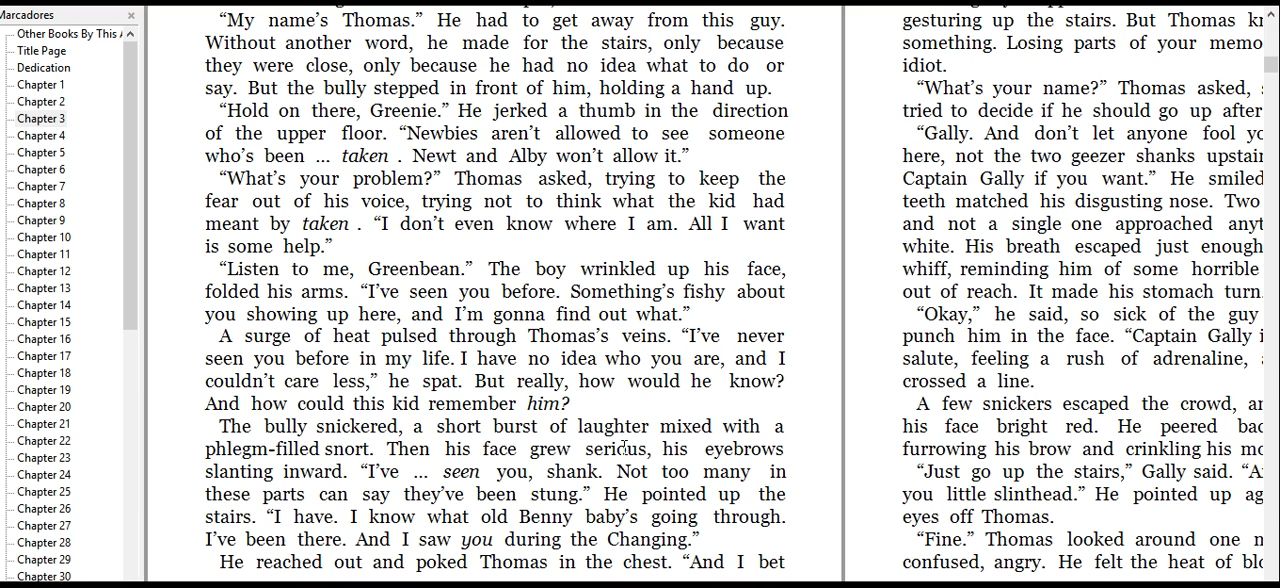 Marcadores
Other Books By This A
Title Page
Dedication
Chapter 1
Chapter 2
Chapter 3
Chapter 4
Chapter 5
Chapter 6
Chapter 7
Chapter 8
Chapter 9
Chapter 10
Chapter 11
Chapter 12
Chapter 13
Chapter 14
Chapter 15
Chapter 16
Chapter 17
Chapter 18
Chapter 19
Chapter 20
Chapter 21
Chapter 22
Chapter 23
Chapter 24
Chapter 25
Chapter 26
Chapter 27
Chapter 28
Chapter 29
Chapter 30
“My name’s Thomas.” He had to get away from this guy.
Without another word, he made for the stairs, only because
they were close, only because he had no idea what to do or
say. But the bully stepped in front of him, holding a hand up.
“Hold on there, Greenie.” He jerked a thumb in the direction
of the upper floor. “Newbies aren’t allowed to see someone
who’s been ... taken . Newt and Alby won’t allow it.”
“What’s your problem?” Thomas asked, trying to keep the
fear out of his voice, trying not to think what the kid had
meant by taken . “I don’t even know where I am. All I want
is some help.”
“Listen to me, Greenbean.” The boy wrinkled up his face,
folded his arms. “I’ve seen you before. Something’s fishy about
you showing up here, and I’m gonna find out what.”
A surge of heat pulsed through Thomas’s veins. “I’ve never
seen you before in my life. I have no idea who you are, and I
couldn’t care less,” he spat. But really, how would he know?
And how could this kid remember him?
The bully snickered, a short burst of laughter mixed with a
phlegm-filled snort. Then his face grew serious, his eyebrows
slanting inward. “I’ve ... seen you, shank. Not too many in
these parts can say they’ve been stung.” He pointed up the
stairs. “I have. I know what old Benny baby’s going through.
I’ve been there. And I saw you during the Changing.”
He reached out and poked Thomas in the chest. “And I bet
gesturing up the stairs. But Thomas
something. Losing parts of your memo
idiot.
“What’s your name?” Thomas asked,
tried to decide if he should go up after
“Gally. And don’t let anyone fool yo
here, not the two geezer shanks upstair
Captain Gally if you want.” He smiled
teeth matched his disgusting nose. Two
and not a single one approached anyt
white. His breath escaped just enough
whiff, reminding him of some horrible
out of reach. It made his stomach turn.
“Okay,” he said, so sick of the guy
punch him in the face. “Captain Gally
salute, feeling a rush of adrenaline,
crossed a line.
A few snickers escaped the crowd,
his face bright red. He peered bac
furrowing his brow and crinkling his
“Just go up the stairs,” Gally said.
you little slinthead.” He pointed up ag
eyes off Thomas.
“Fine.” Thomas looked around one
confused, angry. He felt the heat of